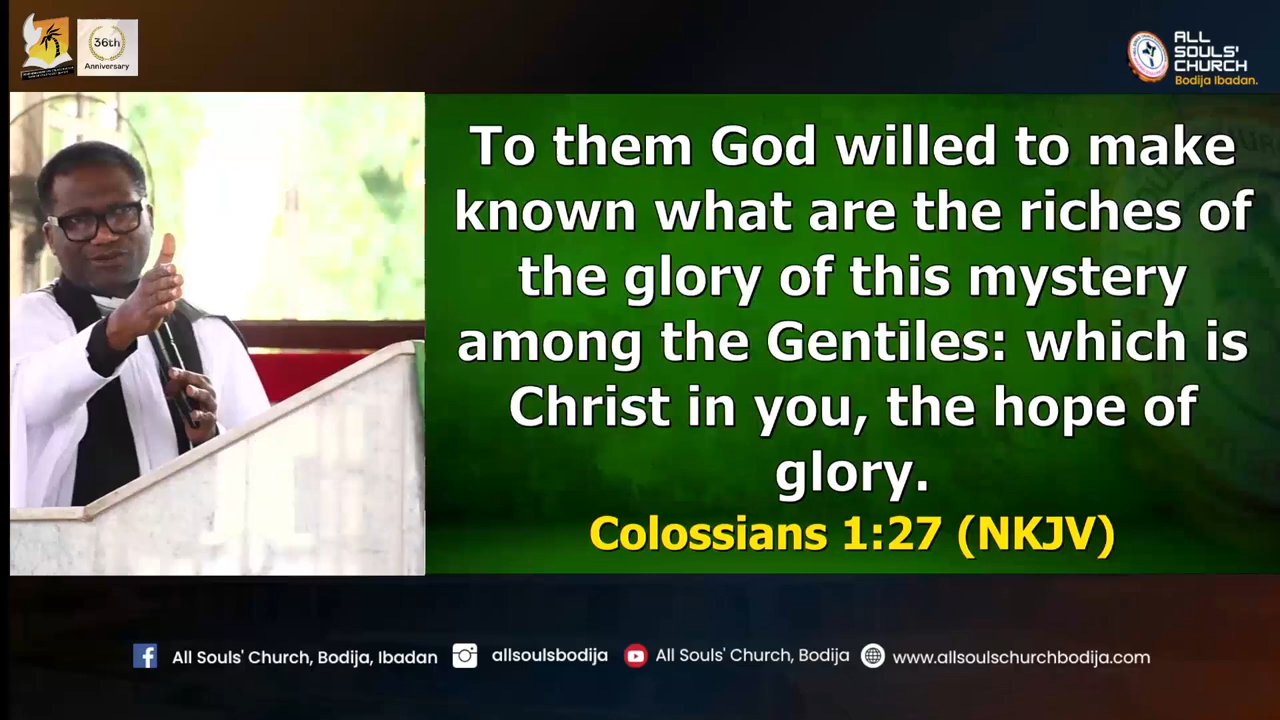 36th
Anniversary
ALL
SOULS'
CHURCH
Bodija Ibadan.
To them God willed to make
known what are the riches of
the glory of this mystery
among the Gentiles: which is
Christ in you, the hope of
glory.
Colossians 1:27 (NKJV)
All Souls' Church, Bodija, Ibadan
allsoulsbodija
All Souls' Church, Bodija
www.allsoulschurchbodija.com